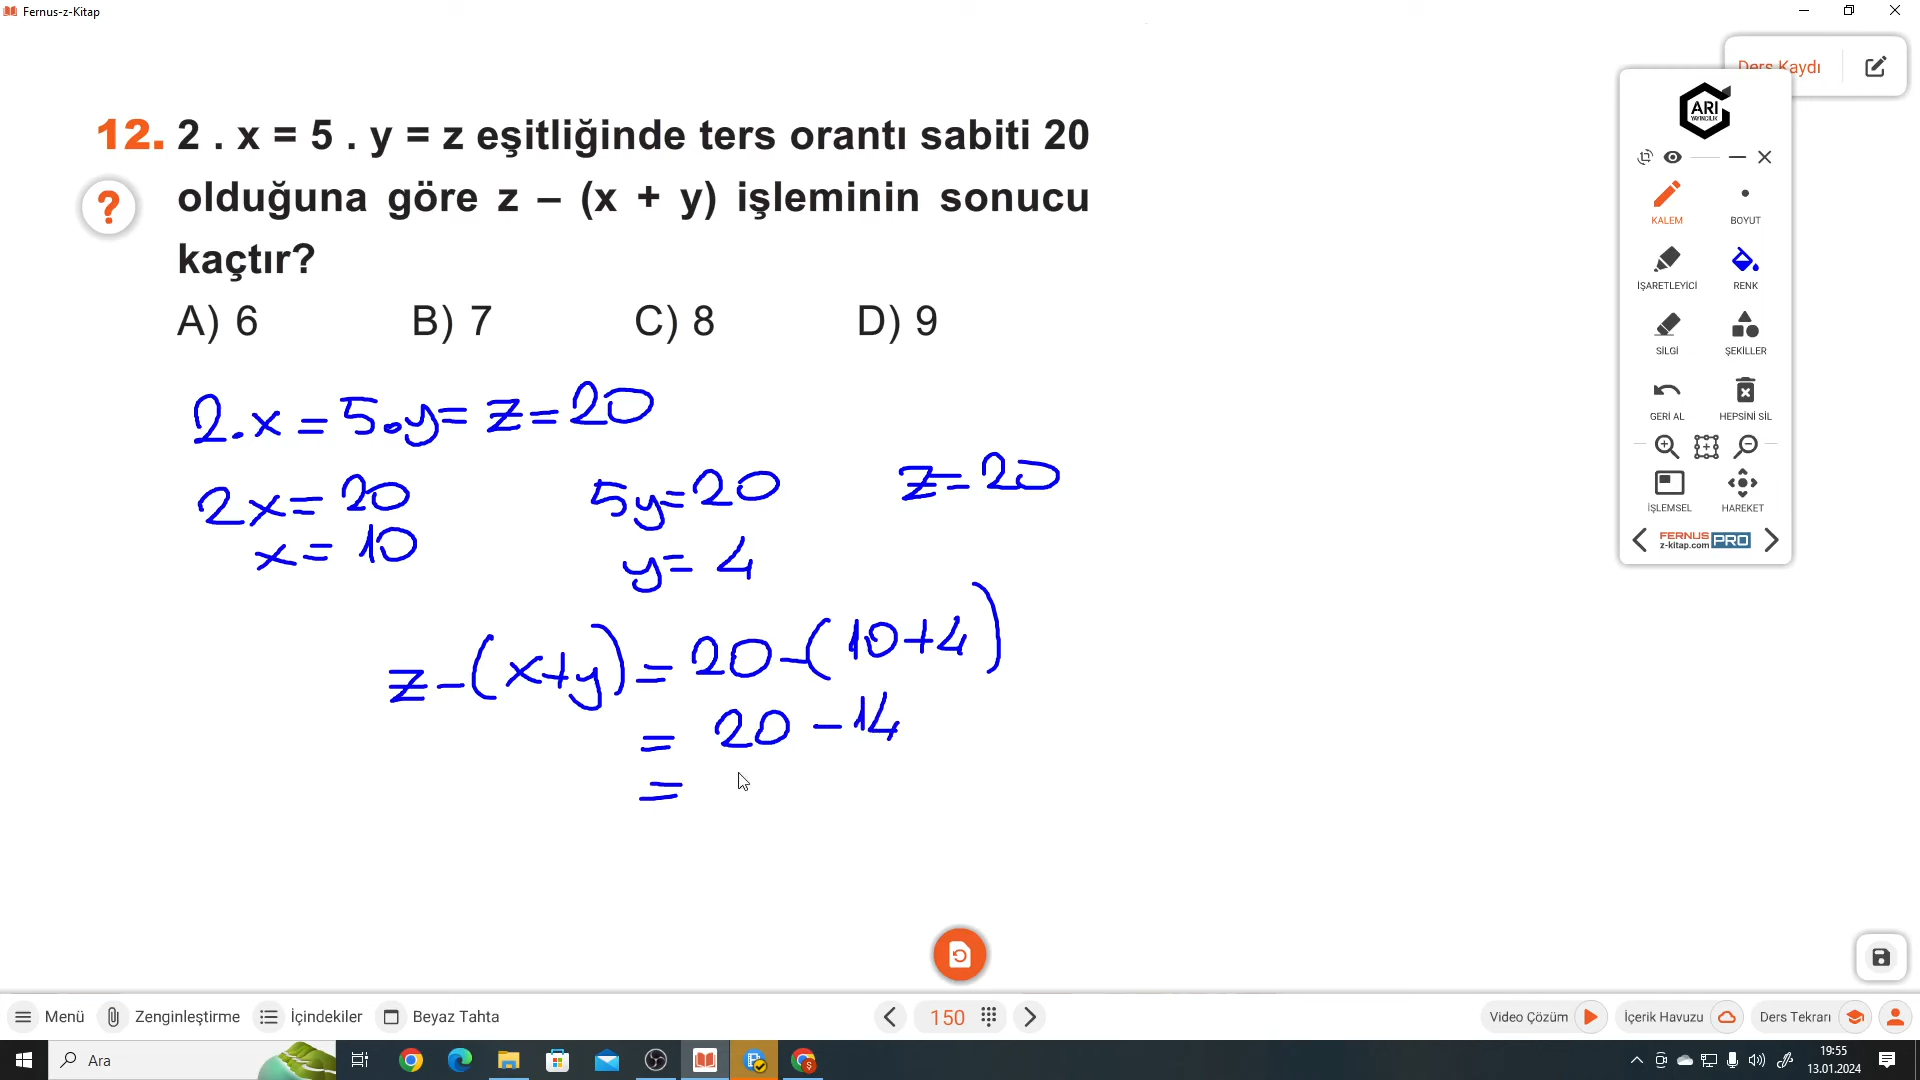 Fernus-z-Kitap
Ders Kaydı
ARI
YAYINCILIK
12. 2 . x = 5 . y = z eşitliğinde ters orantı sabiti 20
olduğuna göre z – (x + y) işleminin sonucu
kaçtır?
?
A) 6 B) 7 C) 8 D) 9
2.x = 5.y = z = 20
2x = 20 5y = 20 z = 20
x = 10 y = 4
z - (x+y) = 20 - (10+4)
= 20 - 14
=
KALEM BOYUT
İŞARETLEYİCİ RENK
SİLGİ ŞEKİLLER
GERİ AL HEPSİNİ SİL
İŞLEMSEL HAREKET
FERNUS
z-kitap.com PRO
Menü Zenginleştirme İçindekiler Beyaz Tahta 150 Video Çözüm İçerik Havuzu Ders Tekrarı
Ara
19:55
13.01.2024